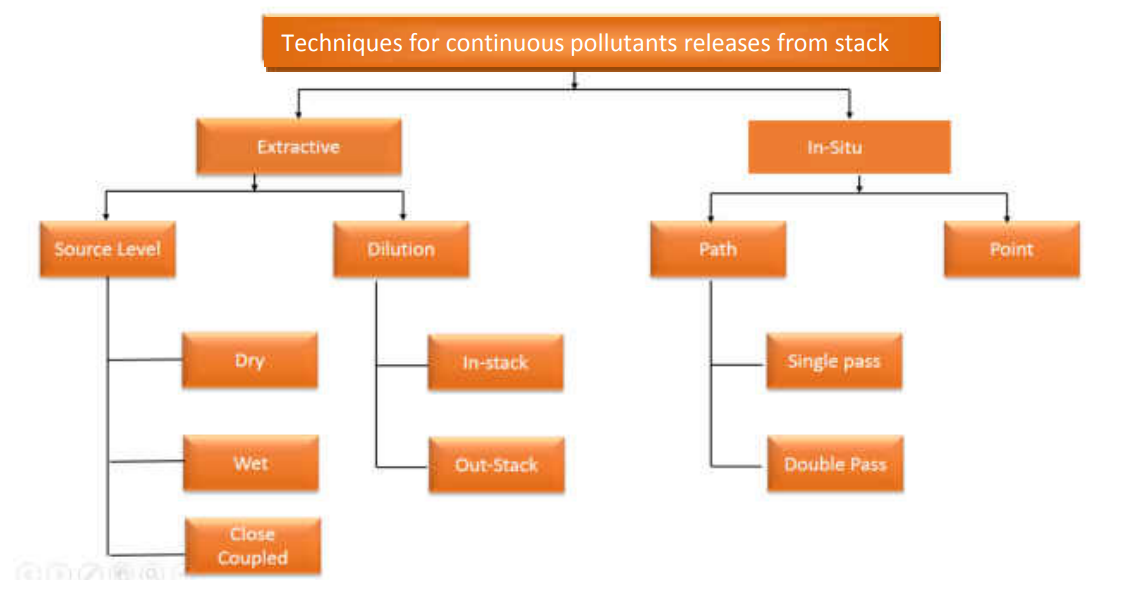 Techniques for continuous pollutants releases from stack
Extractive
In-Situ
Source Level
Dilution
Path
Point
Dry
In-stack
Single pass
Wet
Out-Stack
Double Pass
Close
Coupled